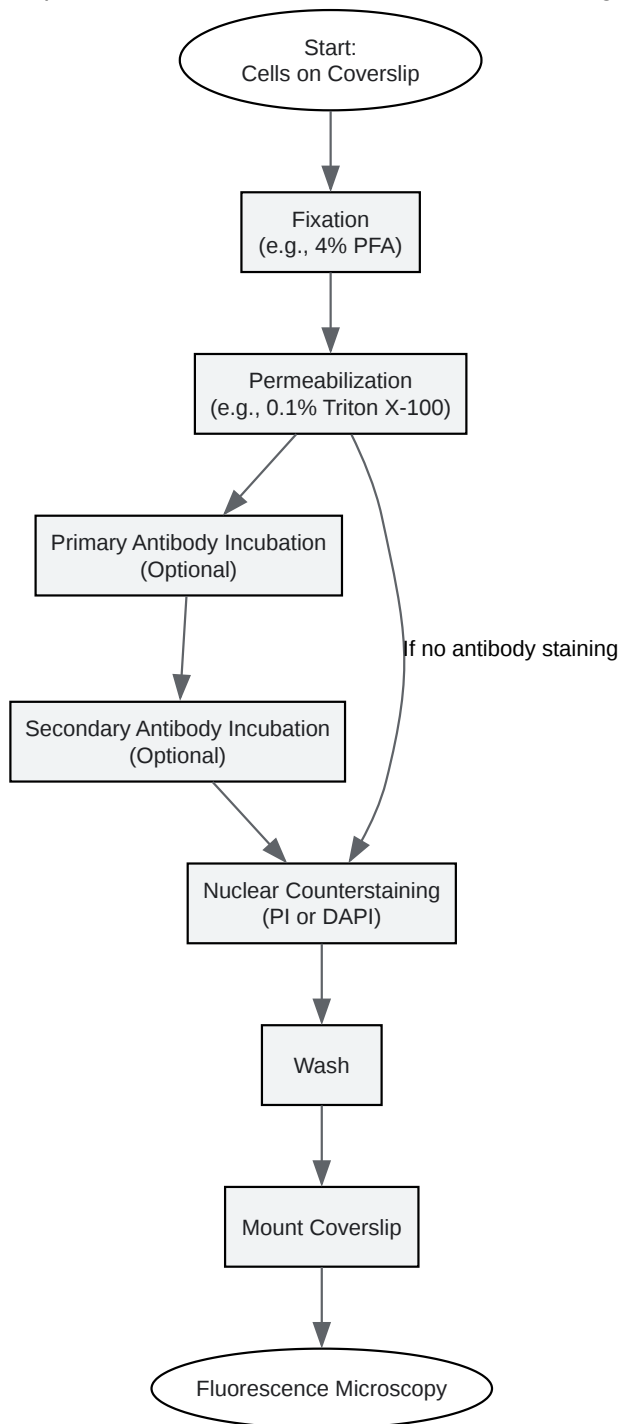 Start:
Cells on Coverslip
Fixation
(e.g., 4% PFA)
Permeabilization
(e.g., 0.1% Triton X-100)
Primary Antibody Incubation
(Optional)
If no antibody staining
Secondary Antibody Incubation
(Optional)
Nuclear Counterstaining
(PI or DAPI)
Wash
Mount Coverslip
Fluorescence Microscopy